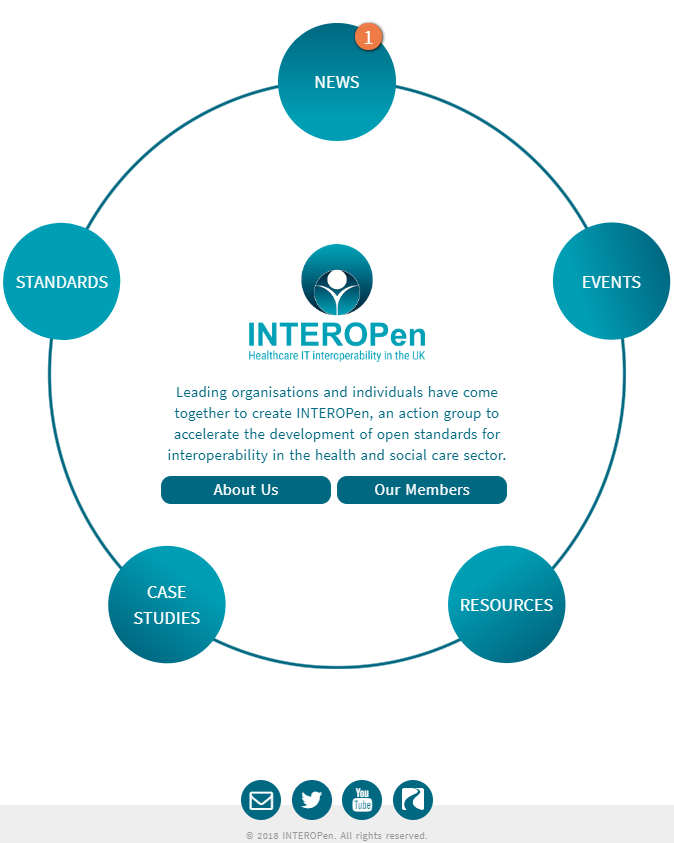 1
NEWS
STANDARDS
EVENTS
INTEROPen
Healthcare IT interoperability in the UK
Leading organisations and individuals have come
together to create INTEROPen, an action group to
accelerate the development of open standards for
interoperability in the health and social care sector.
About Us
Our Members
CASE
STUDIES
RESOURCES
You
Tube
© 2018 INTEROPen. All rights reserved.